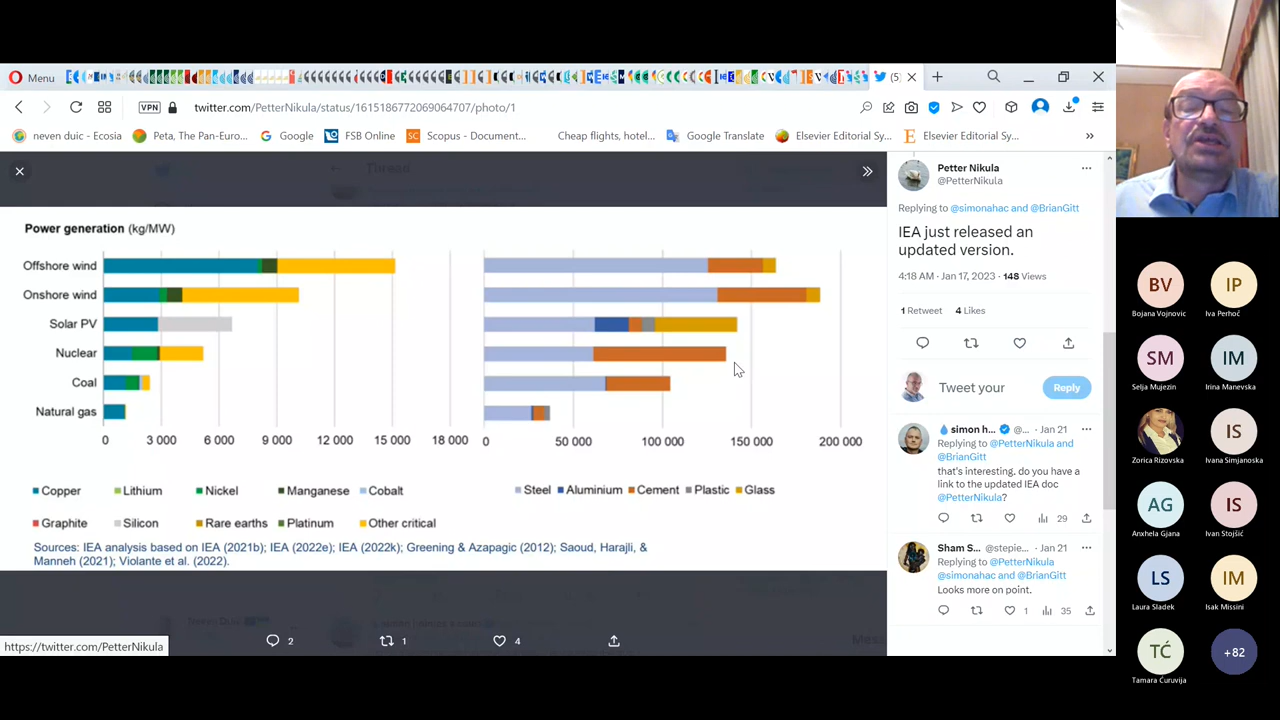 Menu
(5
VPN
twitter.com/PetterNikula/status/1615186772069064707/photo/1
neven duic - Ecosia
Peta, The Pan-Euro...
Google
FSB Online
Scopus - Document...
Cheap flights, hotel...
Google Translate
Elsevier Editorial Sy...
Elsevier Editorial Sy...
Thread
Power generation (kg/MW)
Offshore wind
Onshore wind
Solar PV
Nuclear
Coal
Natural gas
0 3 000 6 000 9 000 12 000 15 000 18 000
0 50 000 100 000 150 000 200 000
Copper Lithium Nickel Manganese Cobalt
Graphite Silicon Rare earths Platinum Other critical
Steel Aluminium Cement Plastic Glass
Sources: IEA analysis based on IEA (2021b); IEA (2022e); IEA (2022k); Greening & Azapagic (2012); Saoud, Harajli, &
Manneh (2021); Violante et al. (2022).
2 1 4
https://twitter.com/PetterNikula
Petter Nikula
@PetterNikula
Replying to @simonahac and @BrianGitt
IEA just released an
updated version.
4:18 AM · Jan 17, 2023 · 148 Views
1 Retweet 4 Likes
Tweet your
Reply
simon h... @... · Jan 21
Replying to @PetterNikula and
@BrianGitt
that's interesting. do you have a
link to the updated IEA doc
@PetterNikula?
29
Sham S... @stepie... · Jan 21
Replying to @PetterNikula
@simonahac and @BrianGitt
Looks more on point.
1 35
BV
Bojana Vojnovic
IP
Iva Perhoč
SM
Selja Mujezin
IM
Irina Manevska
Zorica Rizovska
IS
Ivana Simjanoska
AG
Anxhela Gjana
IS
Ivan Stojšić
LS
Laura Sladek
IM
Isak Missini
TĆ
Tamara Ćuruvija
+82